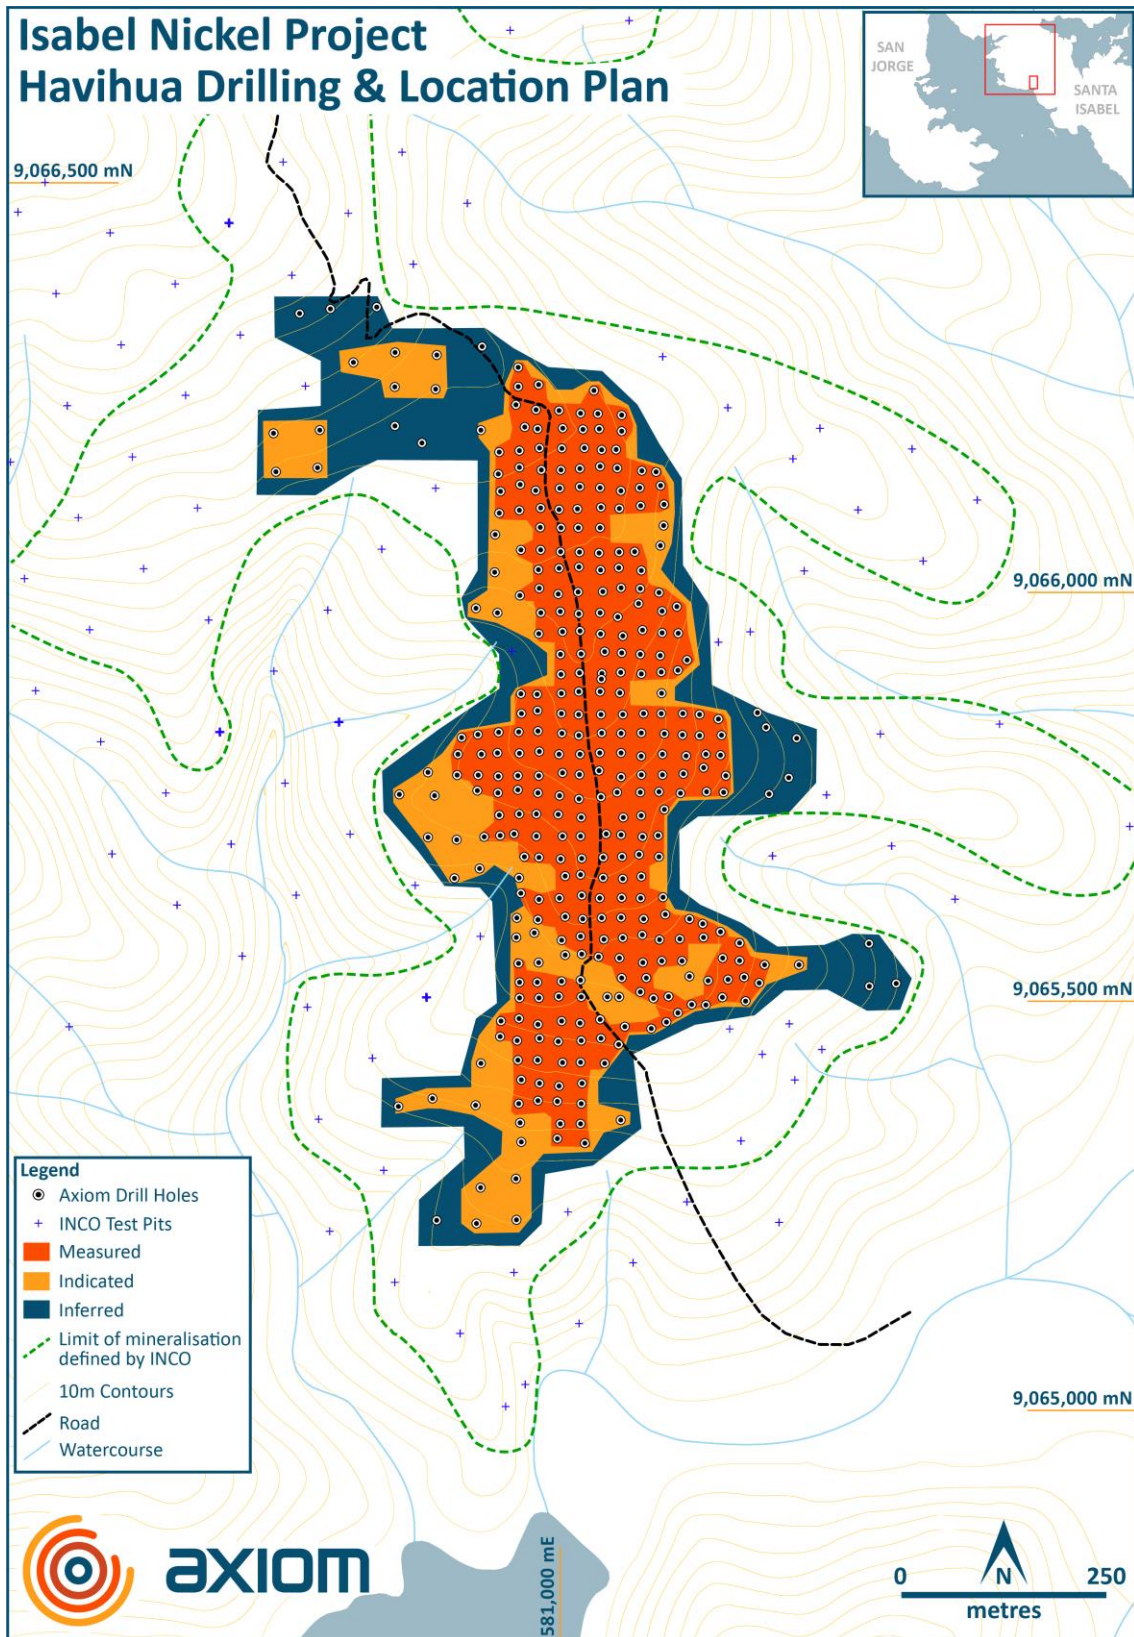 Isabel Nickel Project
Havihua Drilling & Location Plan
SAN
JORGE
SANTA
ISABEL
9,066,500 mN
9,066,000 mN
9,065,500 mN
9,065,000 mN
Legend
Axiom Drill Holes
INCO Test Pits
Measured
Indicated
Inferred
Limit of mineralisation
defined by INCO
10m Contours
Road
Watercourse
axiom
581,000 mE
0 N 250
metres